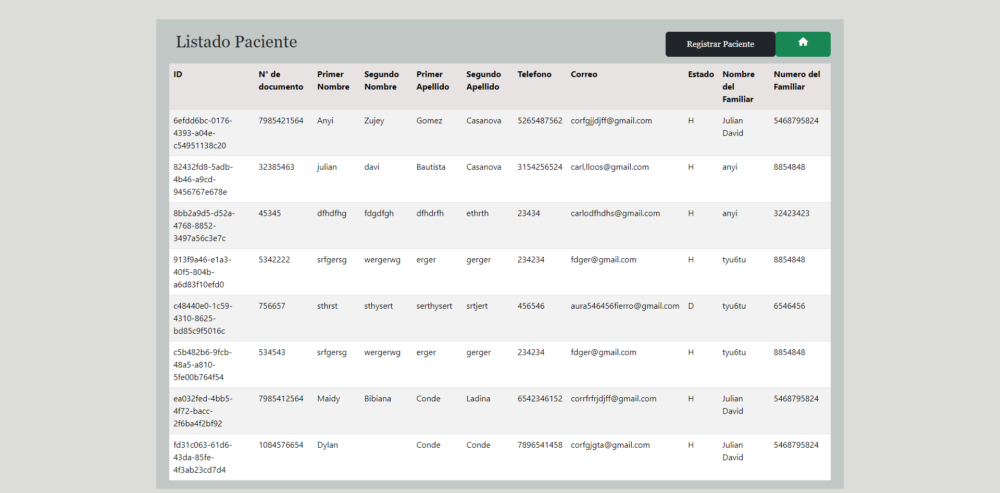 Listado Paciente
Registrar Paciente
ID N° de documento Primer Nombre Segundo Nombre Primer Apellido Segundo Apellido Telefono Correo Estado Nombre del Familiar Numero del Familiar
6efdd6bc-0176-4393-a04e-c54951138c20 7985421564 Anyi Zujey Gomez Casanova 5265487562 corfgjjdjff@gmail.com H Julian David 5468795824
82432fd8-5adb-4b46-a9cd-9456767e678e 32385463 julian davi Bautista Casanova 3154256524 carl,lloos@gmail.com H anyi 8854848
8bb2a9d5-d52a-4768-8852-3497a56c3e7c 45345 dfhdfhg fdgdfgh dfhdrfh ethrth 23434 carlodfhdhs@gmail.com H anyi 32423423
913f9a46-e1a3-40f5-804b-a6d83f10efd0 5342222 srfgersg wergerwg erger gerger 234234 fdger@gmail.com H tyu6tu 8854848
c48440e0-1c59-4310-8625-bd85c9f5016c 756657 sthrst sthysert serthysert srtjert 456546 aura546456fierro@gmail.com D tyu6tu 6546456
c5b482b6-9fcb-48a5-a810-5fe00b764f54 534543 srfgersg wergerwg erger gerger 234234 fdger@gmail.com H tyu6tu 8854848
ea032fed-4bb5-4f72-bacc-2f6ba4f2bf92 7985412564 Maidy Bibiana Conde Ladina 6542346152 corrfrfrjdjff@gmail.com H Julian David 5468795824
fd31c063-61d6-43da-85fe-4f3ab23cd7d4 1084576654 Dylan Conde Conde 7896541458 corfgjgta@gmail.com H Julian David 5468795824